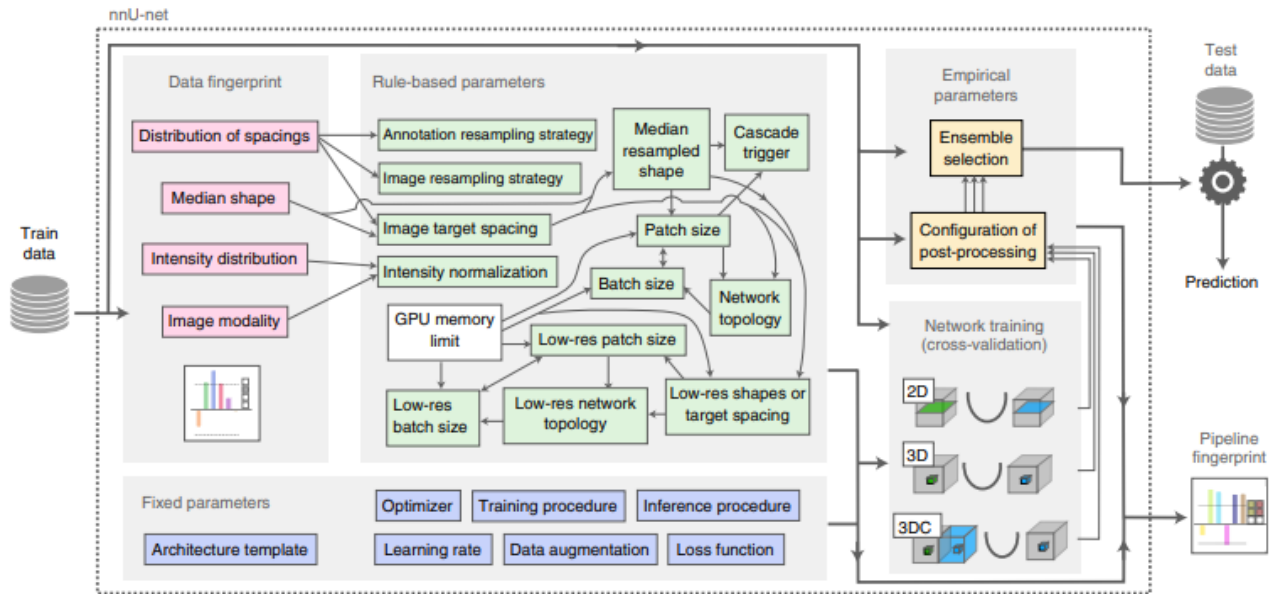 nnU-net
Train
data
Data fingerprint
Distribution of spacings
Median shape
Intensity distribution
Image modality
Rule-based parameters
Annotation resampling strategy
Image resampling strategy
Image target spacing
Intensity normalization
Median
resampled
shape
Cascade
trigger
Patch size
Batch size
Network
topology
GPU memory
limit
Low-res patch size
Low-res
batch size
Low-res network
topology
Low-res shapes or
target spacing
Fixed parameters
Optimizer
Training procedure
Inference procedure
Architecture template
Learning rate
Data augmentation
Loss function
Empirical
parameters
Ensemble
selection
Configuration of
post-processing
Network training
(cross-validation)
2D
3D
3DC
Test
data
Prediction
Pipeline
fingerprint